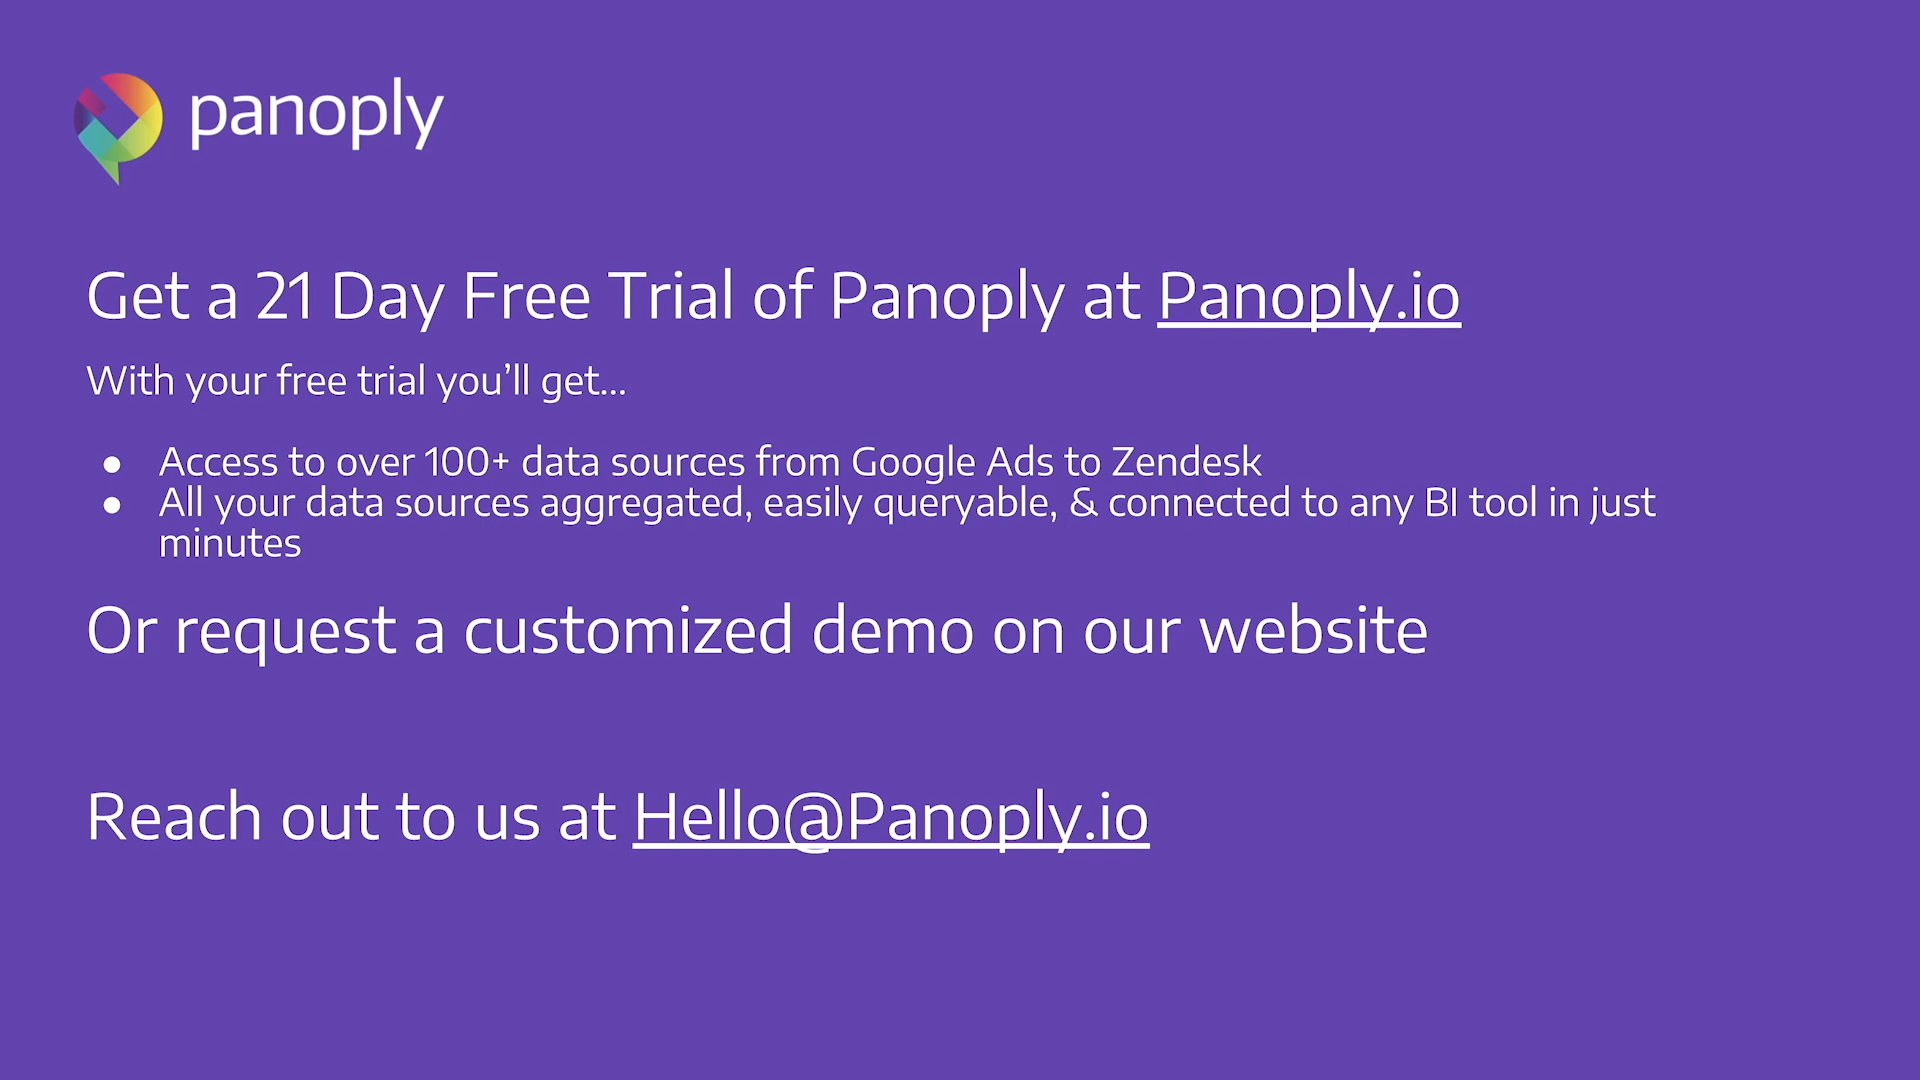 panoply
Get a 21 Day Free Trial of Panoply at Panoply.io
With your free trial you’ll get...
● Access to over 100+ data sources from Google Ads to Zendesk
● All your data sources aggregated, easily queryable, & connected to any BI tool in just
minutes
Or request a customized demo on our website
Reach out to us at Hello@Panoply.io